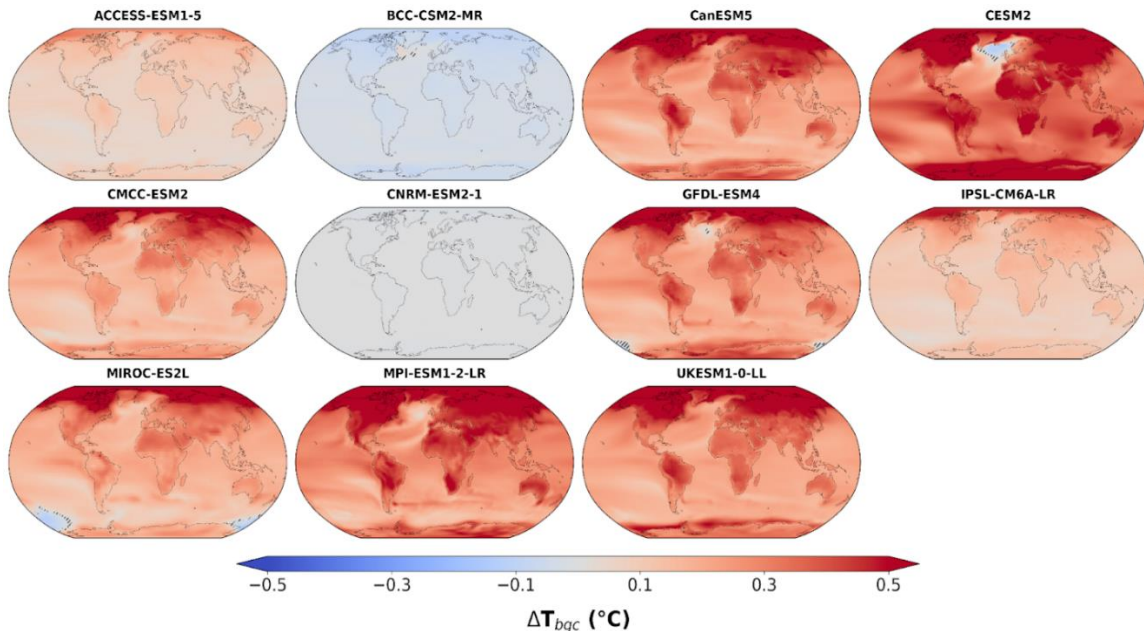 ACCESS-ESM1-5 BCC-CSM2-MR CanESM5 CESM2
CMCC-ESM2 CNRM-ESM2-1 GFDL-ESM4 IPSL-CM6A-LR
MIROC-ES2L MPI-ESM1-2-LR UKESM1-0-LL
−0.5 −0.3 −0.1 0.1 0.3 0.5
ΔT_bgc (°C)